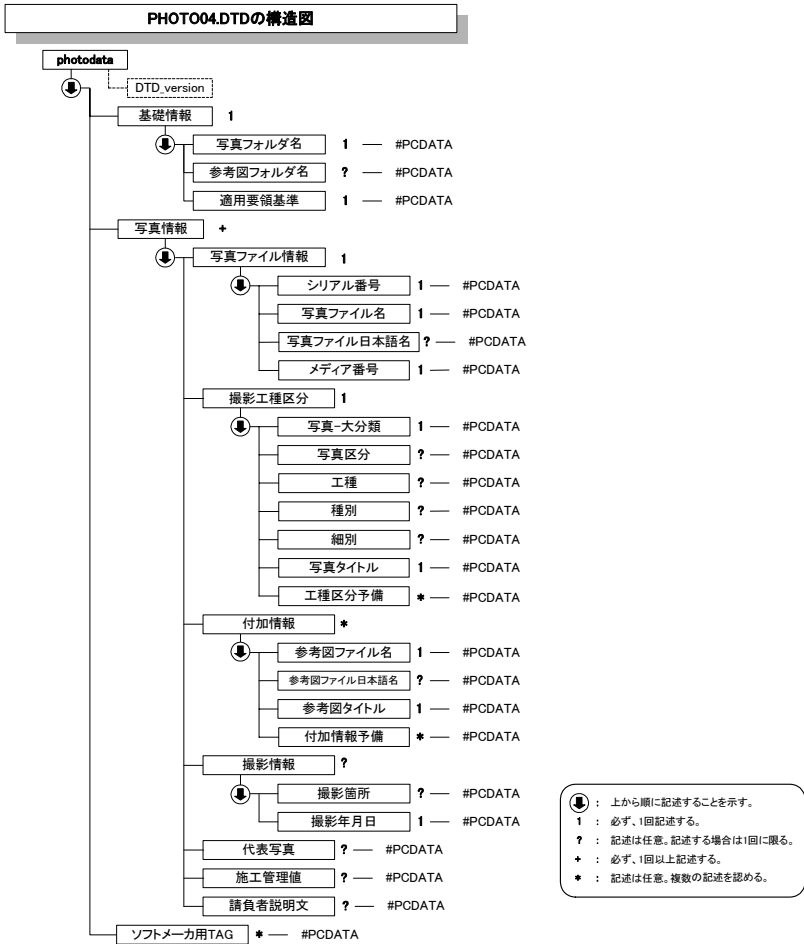 PHOTO04.DTDの構造図
photodata
DTD_version
基礎情報 1
写真フォルダ名 1 — #PCDATA
参考図フォルダ名 ? — #PCDATA
適用要領基準 1 — #PCDATA
写真情報 +
写真ファイル情報 1
シリアル番号 1 — #PCDATA
写真ファイル名 1 — #PCDATA
写真ファイル日本語名 ? — #PCDATA
メディア番号 1 — #PCDATA
撮影工種区分 1
写真-大分類 1 — #PCDATA
写真区分 ? — #PCDATA
工種 ? — #PCDATA
種別 ? — #PCDATA
細別 ? — #PCDATA
写真タイトル 1 — #PCDATA
工種区分予備 * — #PCDATA
付加情報 *
参考図ファイル名 1 — #PCDATA
参考図ファイル日本語名 ? — #PCDATA
参考図タイトル 1 — #PCDATA
付加情報予備 * — #PCDATA
撮影情報 ?
撮影箇所 ? — #PCDATA
撮影年月日 1 — #PCDATA
代表写真 ? — #PCDATA
施工管理値 ? — #PCDATA
請負者説明文 ? — #PCDATA
ソフトメーカ用TAG * — #PCDATA
: 上から順に記述することを示す。
1 : 必ず、1回記述する。
? : 記述は任意。記述する場合は1回に限る。
+ : 必ず、1回以上記述する。
* : 記述は任意。複数の記述を認める。